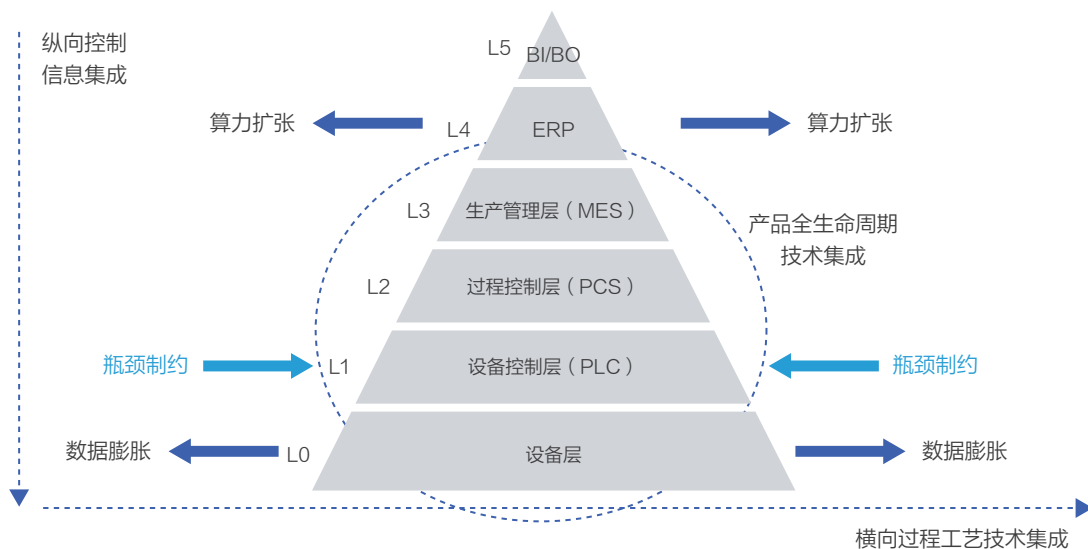 纵向控制
信息集成
L5
BI/BO
算力扩张
L4
ERP
算力扩张
L3
生产管理层（MES）
产品全生命周期
技术集成
L2
过程控制层（PCS）
瓶颈制约
L1
设备控制层（PLC）
瓶颈制约
数据膨胀
L0
设备层
数据膨胀
横向过程工艺技术集成